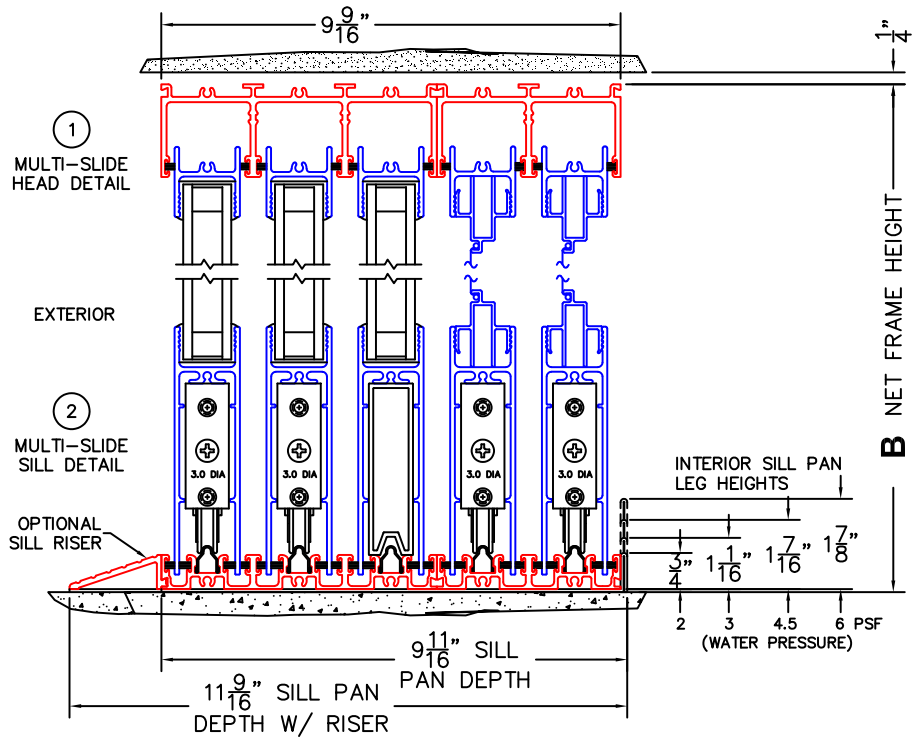 9 9/16"
1/4"
1
MULTI-SLIDE
HEAD DETAIL
EXTERIOR
B NET FRAME HEIGHT
2
MULTI-SLIDE
SILL DETAIL
3.0 DIA
3.0 DIA
3.0 DIA
3.0 DIA
INTERIOR SILL PAN
LEG HEIGHTS
OPTIONAL
SILL RISER
3/4"
1 1/16"
1 7/16"
1 7/8"
2 3 4.5 6 PSF
(WATER PRESSURE)
9 11/16" SILL
PAN DEPTH
11 9/16" SILL PAN
DEPTH W/ RISER